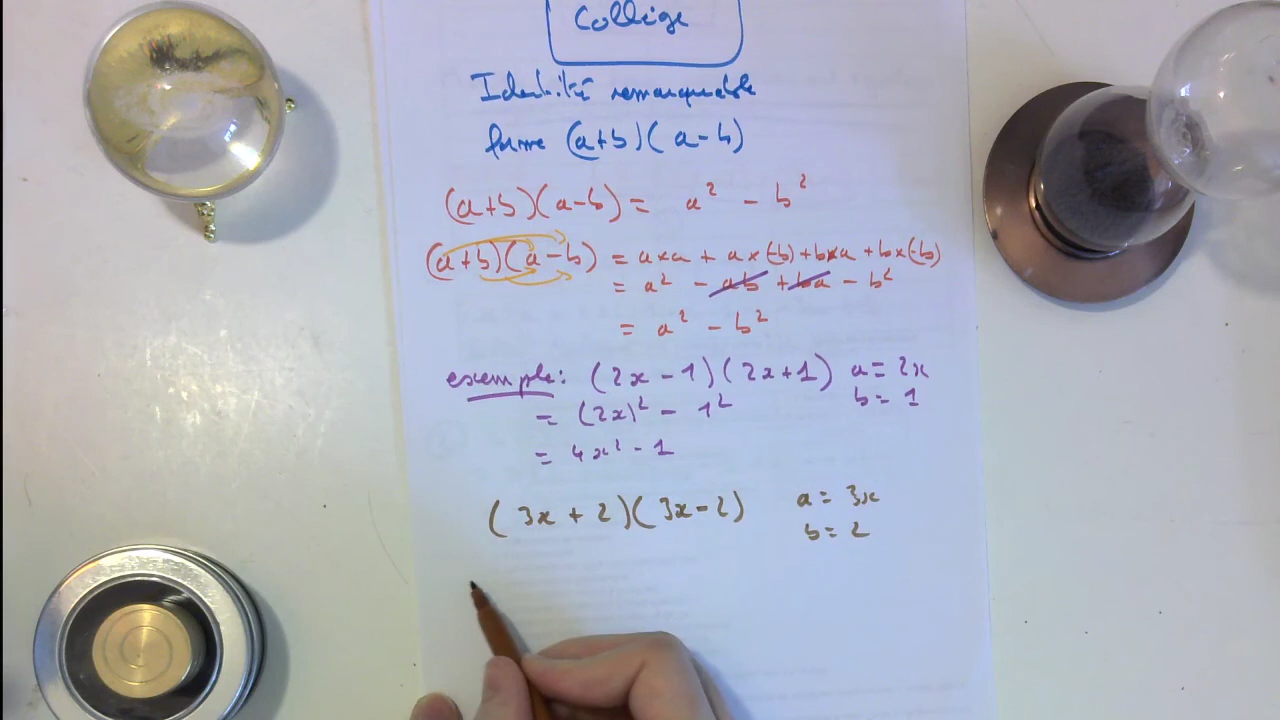 Collège
Identité remarquable
forme (a+b)(a-b)
(a+b)(a-b) = a² - b²
(a+b)(a-b) = a×a + a×(-b)+b×a + b×(-b)
= a² - ab + ba - b²
= a² - b²
exemple: (2x - 1)(2x+1) a = 2x
= (2x)² - 1² b = 1
= 4x² - 1
(3x + 2)(3x-2) a = 3x
b = 2